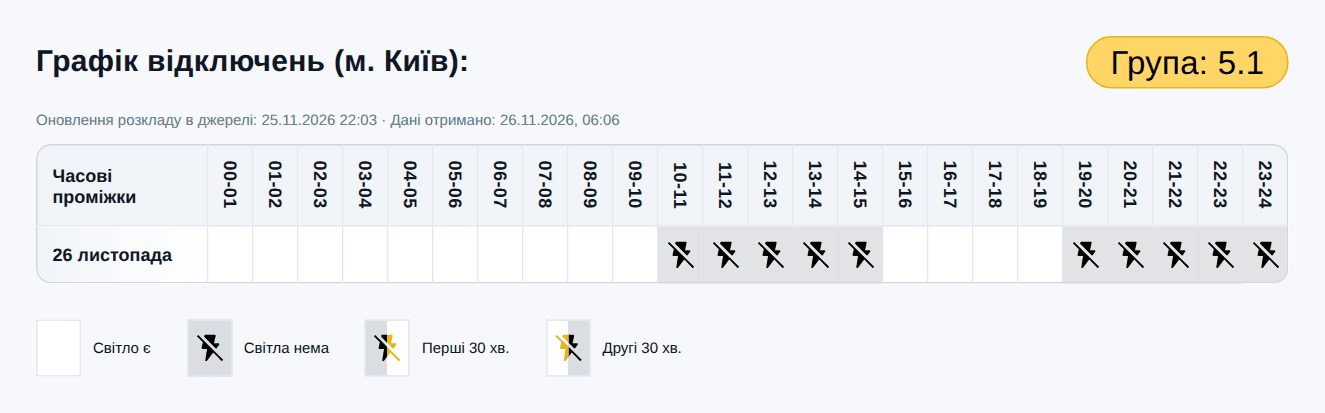 Графік відключень (м. Київ):
Група: 5.1
Оновлення розкладу в джерелі: 25.11.2026 22:03 · Дані отримано: 26.11.2026, 06:06
Часові
проміжки
00-01
01-02
02-03
03-04
04-05
05-06
06-07
07-08
08-09
09-10
10-11
11-12
12-13
13-14
14-15
15-16
16-17
17-18
18-19
19-20
20-21
21-22
22-23
23-24
26 листопада
Світло є
Світла нема
Перші 30 хв.
Другі 30 хв.